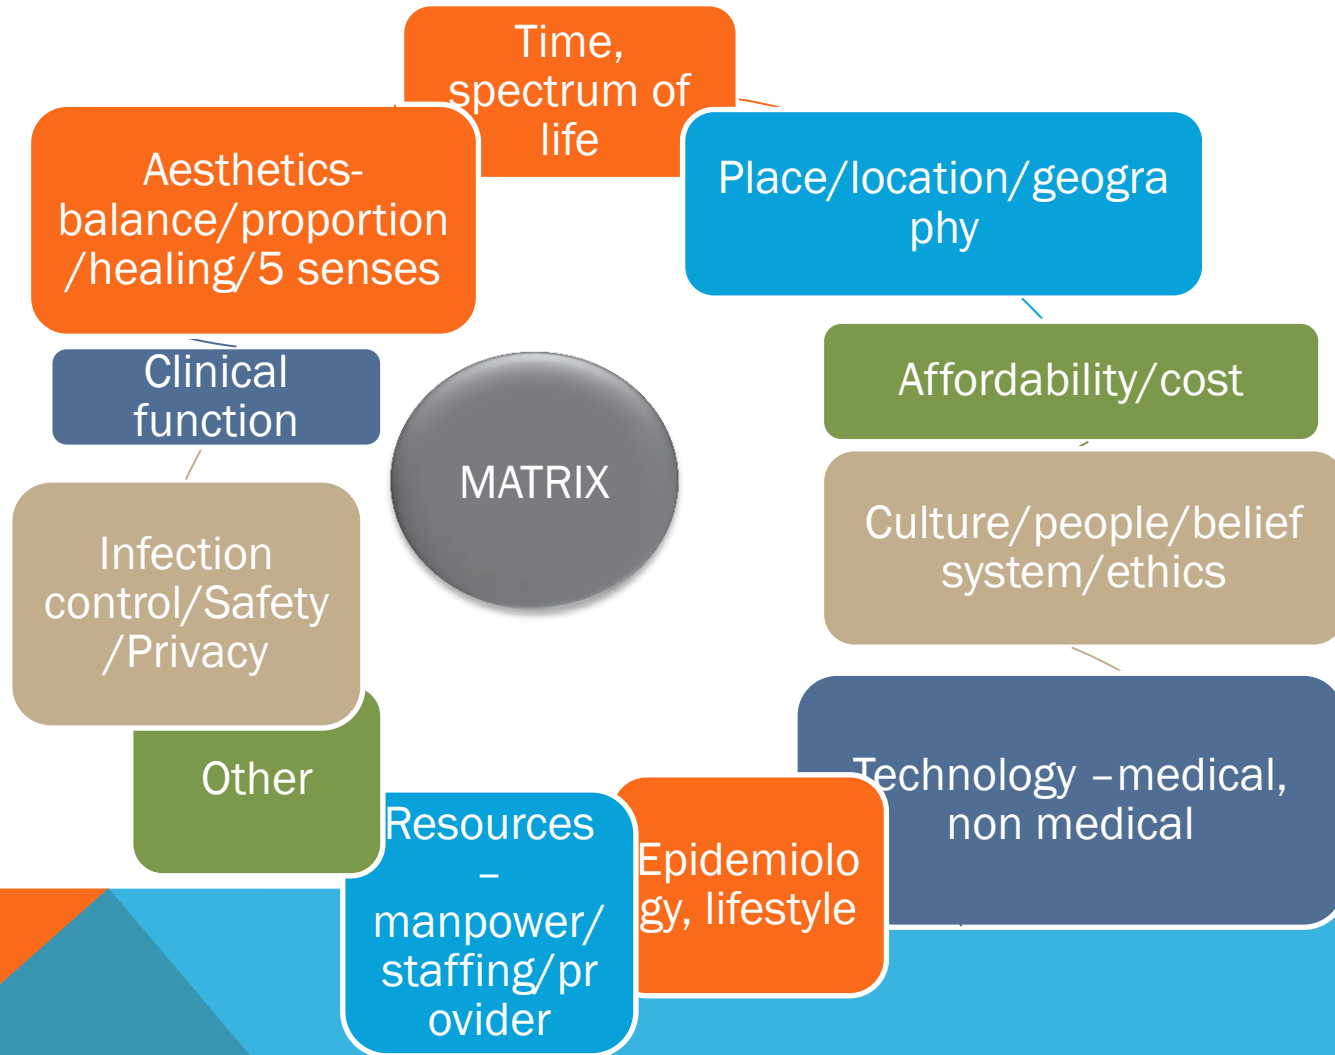 Time,
spectrum of
life
Place/location/geogra
phy
Affordability/cost
Culture/people/belief
system/ethics
Technology –medical,
non medical
Epidemiolo
gy, lifestyle
Resources
–
manpower/
staffing/pr
ovider
Other
Infection
control/Safety
/Privacy
Clinical
function
Aesthetics-
balance/proportion
/healing/5 senses
MATRIX